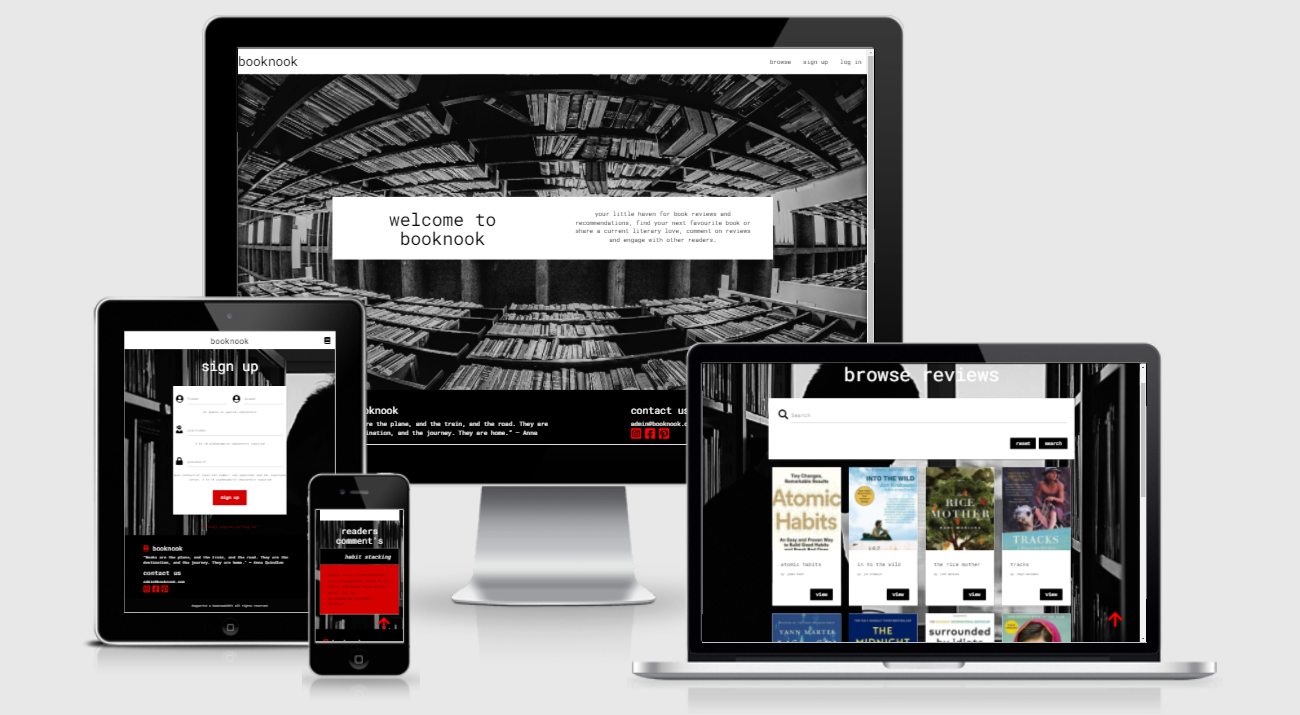 booknook
browse sign up log in
welcome to
booknook
your little haven for book reviews and
recommendations, find your next favourite book or
share a current literary love, comment on reviews
and engage with other readers.
oknook
re the plane, and the train, and the road. They are
ination, and the journey. They are home.” — Anna
contact us
admin@booknook.c
booknook
sign up
sign up
booknook
"Books are the plane, and the train, and the road. They are the
destination, and the journey. They are home." — Anna Quindlen
contact us
admin@booknook.com
readers
comment's
habit stacking
browse reviews
Search
reset search
Tiny Changes,
Remarkable Results
Atomic
Habits
An Easy and Proven Way
to Build Good Habits
atomic habits
view
INTO THE WILD
in to the wild
view
RICE
MOTHER
the rice mother
view
TRACKS
tracks
view
YANN MARTEL
THE
MIDNIGHT
surrounded
by idiots